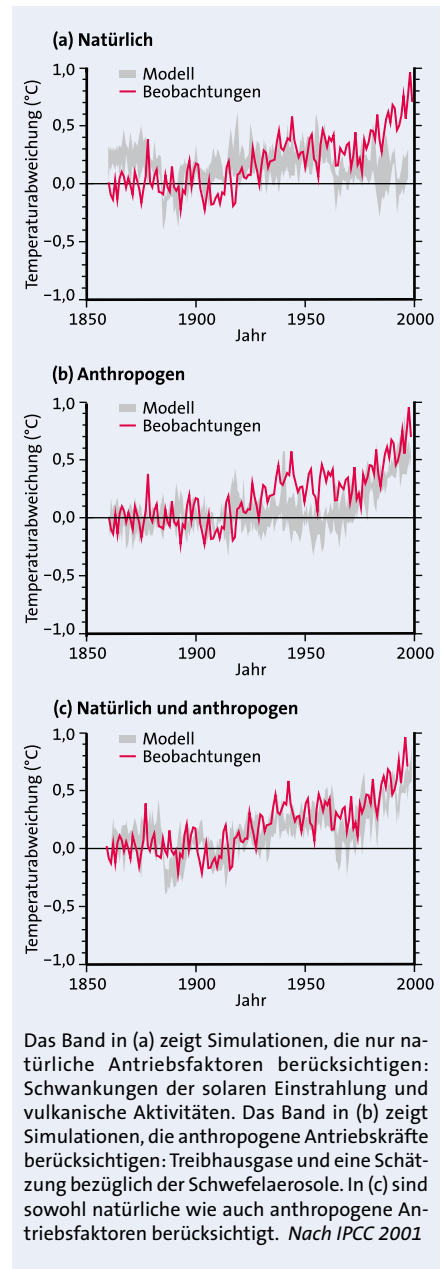 (a) Natürlich
1,0
Modell
Beobachtungen
0,5
0,0
−0,5
−1,0
Temperaturabweichung (°C)
1850 1900 1950 2000
Jahr
(b) Anthropogen
1,0
Modell
Beobachtungen
0,5
0,0
−0,5
−1,0
Temperaturabweichung (°C)
1850 1900 1950 2000
Jahr
(c) Natürlich und anthropogen
1,0
Modell
Beobachtungen
0,5
0,0
−0,5
−1,0
Temperaturabweichung (°C)
1850 1900 1950 2000
Jahr
Das Band in (a) zeigt Simulationen, die nur na-
türliche Antriebsfaktoren berücksichtigen:
Schwankungen der solaren Einstrahlung und
vulkanische Aktivitäten. Das Band in (b) zeigt
Simulationen, die anthropogene Antriebskräfte
berücksichtigen: Treibhausgase und eine Schät-
zung bezüglich der Schwefelaerosole. In (c) sind
sowohl natürliche wie auch anthropogene An-
triebsfaktoren berücksichtigt. Nach IPCC 2001